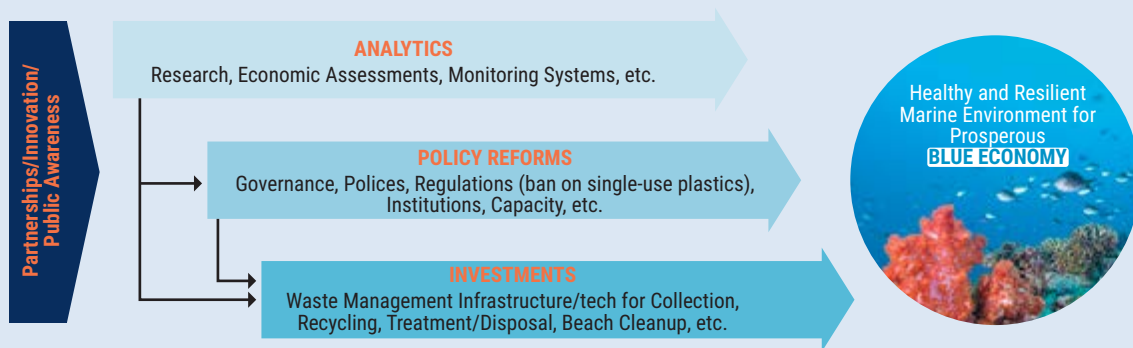 Partnerships/Innovation/
Public Awareness
ANALYTICS
Research, Economic Assessments, Monitoring Systems, etc.
POLICY REFORMS
Governance, Polices, Regulations (ban on single-use plastics),
Institutions, Capacity, etc.
INVESTMENTS
Waste Management Infrastructure/tech for Collection,
Recycling, Treatment/Disposal, Beach Cleanup, etc.
Healthy and Resilient
Marine Environment for
Prosperous
BLUE ECONOMY